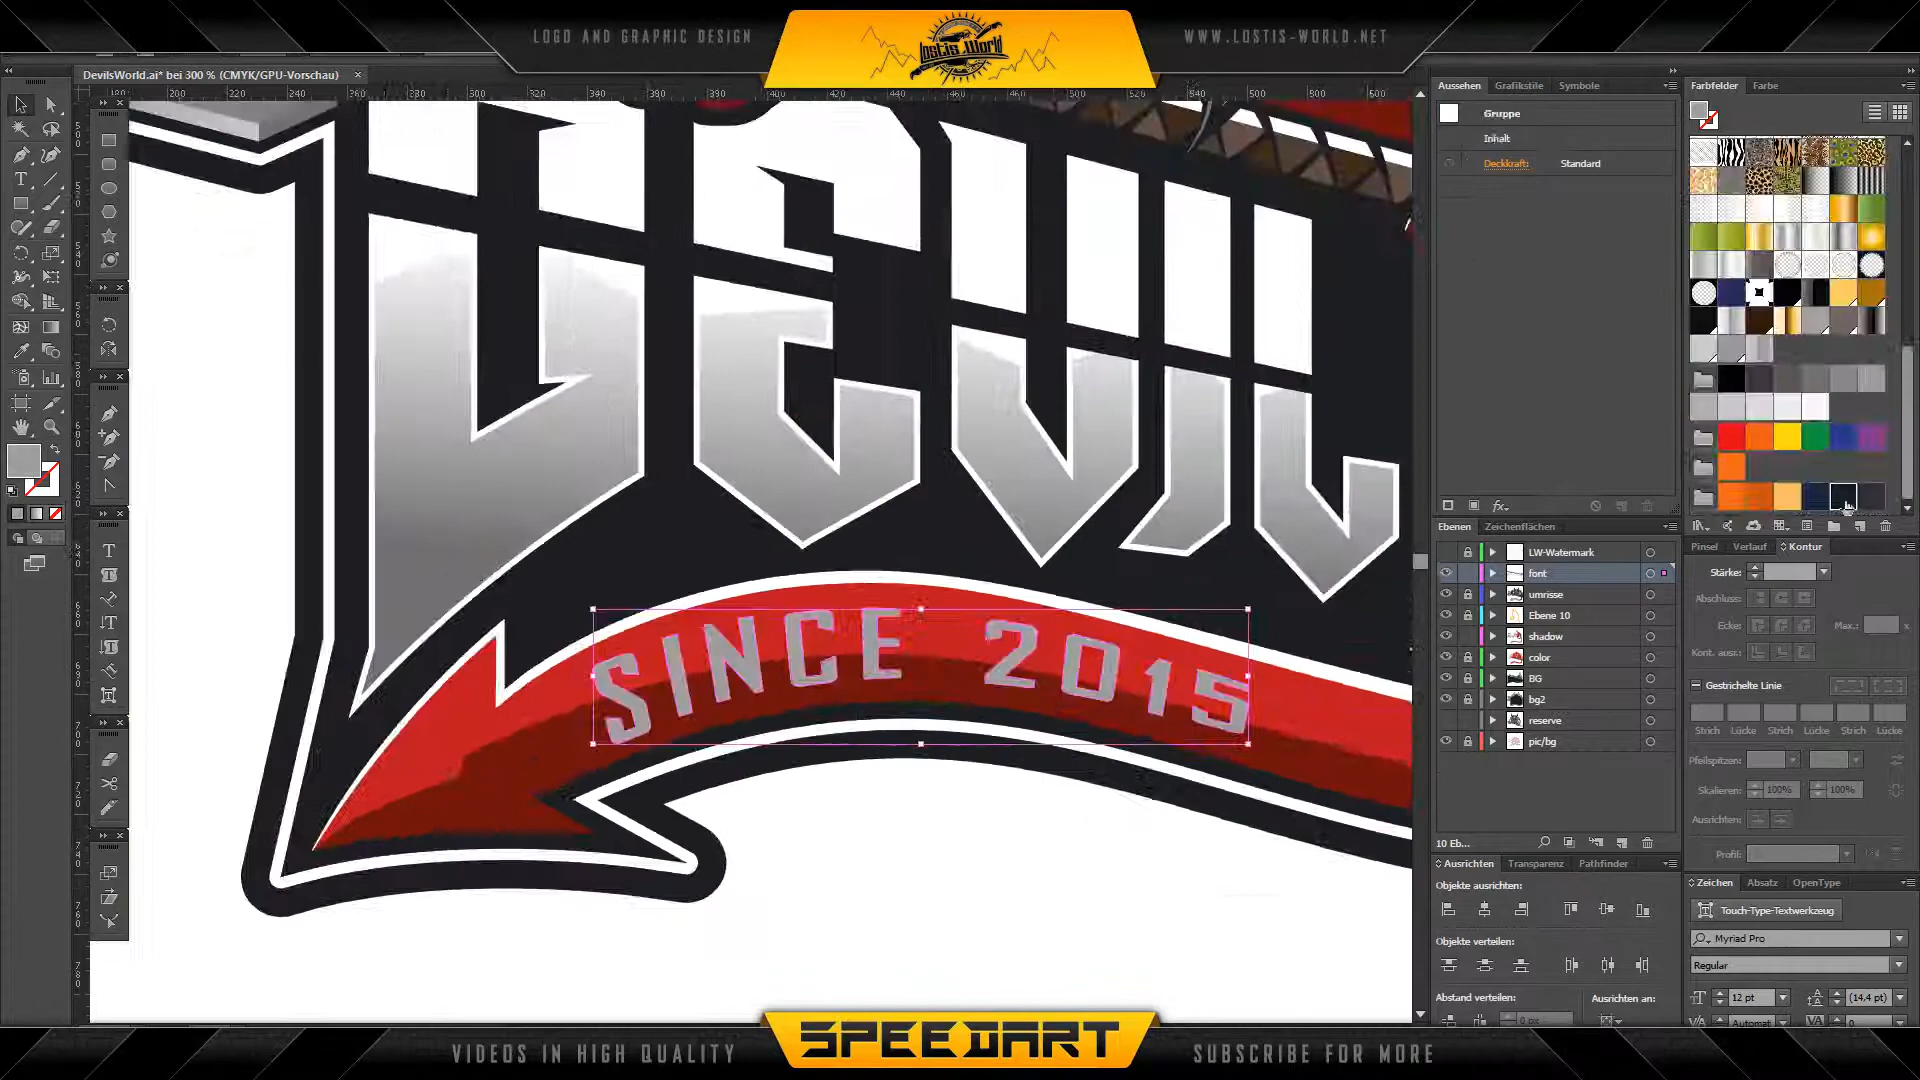 LOGO AND GRAPHIC DESIGN
Lostis World
WWW.LOSTIS-WORLD.NET
DevilsWorld.ai* bei 300 % (CMYK/GPU-Vorschau)
DEVIL
SINCE 2015
Aussehen
Grafikstile
Symbole
Gruppe
Inhalt
Deckkraft:
Standard
Farbfelder
Farbe
Ebenen
Zeichenflächen
LW-Watermark
font
umrisse
Ebene 10
shadow
color
BG
bg2
reserve
pic/bg
10 Eb...
Ausrichten
Transparenz
Pathfinder
Objekte ausrichten:
Objekte verteilen:
Abstand verteilen:
Ausrichten an:
0 px
Pinsel
Verlauf
Kontur
Stärke:
Abschluss:
Ecke:
Max.:
x
Kont. ausr.:
Gestrichelte Linie
Strich
Lücke
Strich
Lücke
Strich
Lücke
Pfeilspitzen:
Skalieren:
100%
100%
Ausrichten:
Profil:
Zeichen
Absatz
OpenType
Touch-Type-Textwerkzeug
Myriad Pro
Regular
12 pt
(14,4 pt)
Automat
0
VIDEOS IN HIGH QUALITY
SPEEDART
SUBSCRIBE FOR MORE